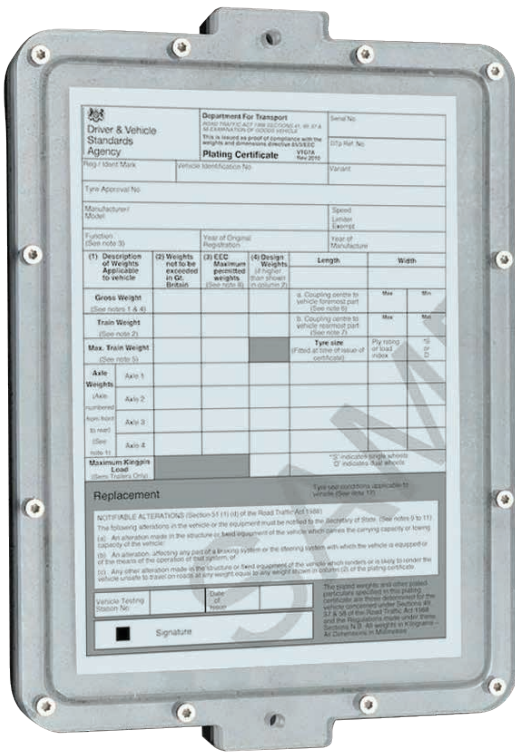 Driver & Vehicle
Standards
Agency
Department For Transport
ROAD TRAFFIC ACT 1988 SECTIONS
EXAMINATION OF GOODS VEHICLE
This is issued as proof of compliance with the
weights and dimensions directive
Plating Certificate
VTG7A
Rev 2010
Serial No
DTp Ref. No
Reg / Ident Mark
Vehicle Identification No
Variant
Tyre Approval No
Manufacturer/
Model
Speed
Limiter
Exempt
Function
(See note 3)
Year of Original
Registration
Year of
Manufacture
(1) Description
of Weights
Applicable
to vehicle
(2) Weights
not to be
exceeded
in Gt.
Britain
(3) EEC
Maximum
permitted
weights
(See note 8)
(4) Design
Weights
(if higher
than shown
in column 2)
Length
Width
Gross Weight
(See notes 1 & 4)
a. Coupling centre to
vehicle foremost part
(See note 6)
Max
Min
Train Weight
(See note 2)
b. Coupling centre to
vehicle rearmost part
(See note 7)
Max
Min
Max. Train Weight
(See note 5)
Tyre size
(Fitted at time of issue of
certificate)
Ply rating
or load
index
Axle
Weights
(Axle
numbered
from front
to rear)
(See
note 1)
Axle 1
Axle 2
Axle 3
Axle 4
Maximum Kingpin
Load
(Semi Trailers Only)
"S" indicates single wheels
"D" indicates dual wheels
Replacement
Tyre use conditions applicable to
vehicle (See note 12)
NOTIFIABLE ALTERATIONS (Section 51 (1) (d) of the Road Traffic Act 1988)
The following alterations in the vehicle or the equipment must be notified to the Secretary of State. (See notes 9 to 11)
(a) An alteration made in the structure or fixed equipment of the vehicle which varies the carrying capacity or towing
capacity of the vehicle:
(b) An alteration, affecting any part of a braking system or the steering system with which the vehicle is equipped or
of the means of the operation of that system; or
(c) Any other alteration made in the structure or fixed equipment of the vehicle which renders or is likely to render the
vehicle unsafe to travel on roads at any weight equal to any weight shown in column (2) of the plating certificate
Vehicle Testing
Station No
Date
of
Issue
The plated weights and other plated
particulars specified in this plating
certificate are those determined for the
vehicle concerned under Sections 49,
57 & 58 of the Road Traffic Act 1988
and the Regulations made under these
Sections N.B. All weights in Kilograms -
All Dimensions in Millimetres
Signature
SAM